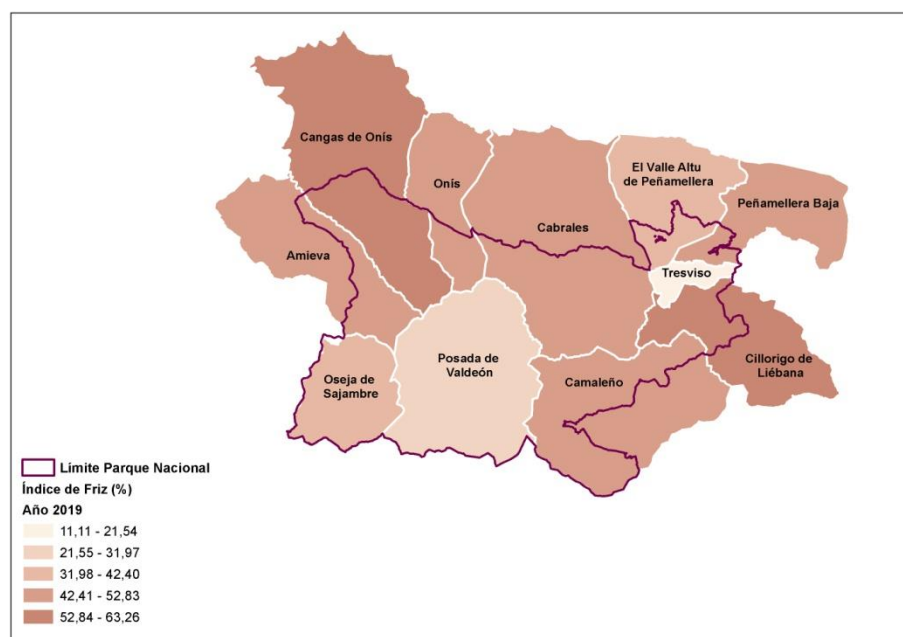 Cangas de Onís
Onís
El Valle Altu
de Peñamellera
Peñamellera Baja
Cabrales
Amieva
Tresviso
Posada de
Valdeón
Cillorigo de
Liébana
Oseja de
Sajambre
Camaleño
Límite Parque Nacional
Índice de Friz (%)
Año 2019
11,11 - 21,54
21,55 - 31,97
31,98 - 42,40
42,41 - 52,83
52,84 - 63,26